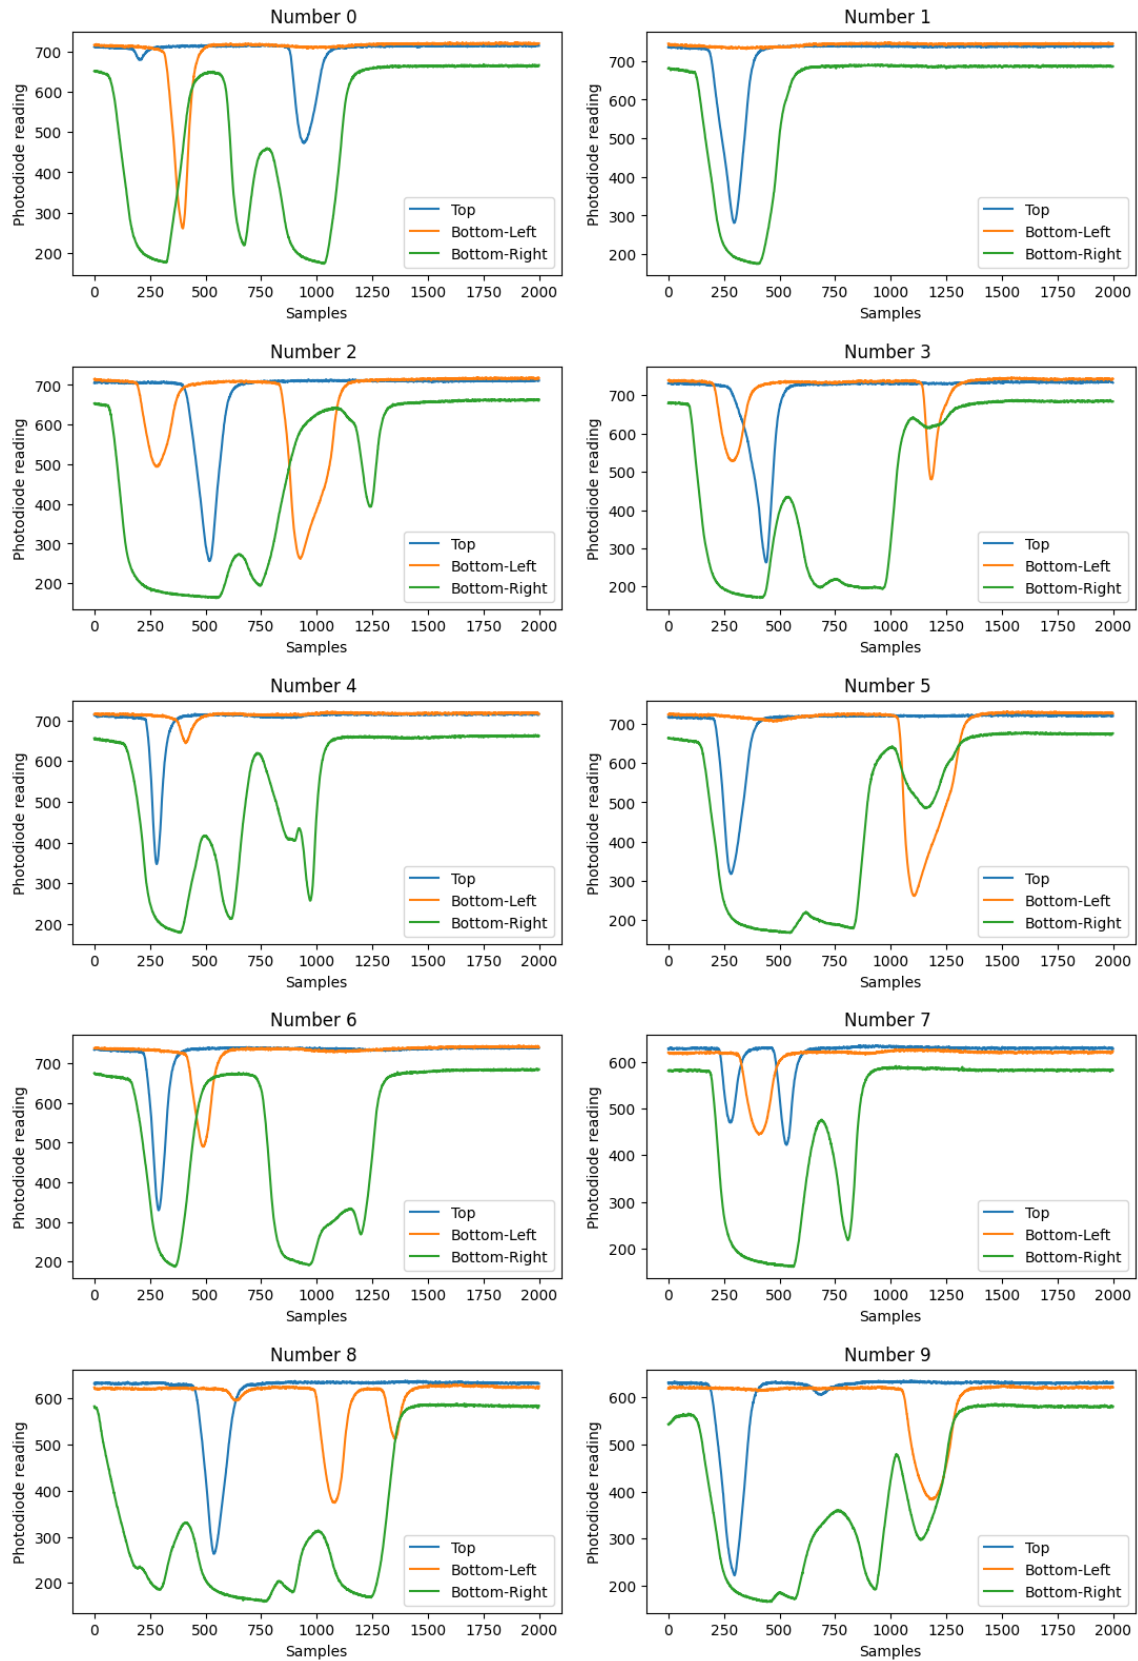 Number 0 Number 1
Photodiode reading 700 600 500 400 300 200 Top Bottom-Left Bottom-Right Photodiode reading 700 600 500 400 300 200 Top Bottom-Left Bottom-Right
0 250 500 750 1000 1250 1500 1750 2000 0 250 500 750 1000 1250 1500 1750 2000
Samples Samples
Number 2 Number 3
Photodiode reading 700 600 500 400 300 200 Top Bottom-Left Bottom-Right Photodiode reading 700 600 500 400 300 200 Top Bottom-Left Bottom-Right
0 250 500 750 1000 1250 1500 1750 2000 0 250 500 750 1000 1250 1500 1750 2000
Samples Samples
Number 4 Number 5
Photodiode reading 700 600 500 400 300 200 Top Bottom-Left Bottom-Right Photodiode reading 700 600 500 400 300 200 Top Bottom-Left Bottom-Right
0 250 500 750 1000 1250 1500 1750 2000 0 250 500 750 1000 1250 1500 1750 2000
Samples Samples
Number 6 Number 7
Photodiode reading 700 600 500 400 300 200 Top Bottom-Left Bottom-Right Photodiode reading 600 500 400 300 200 Top Bottom-Left Bottom-Right
0 250 500 750 1000 1250 1500 1750 2000 0 250 500 750 1000 1250 1500 1750 2000
Samples Samples
Number 8 Number 9
Photodiode reading 600 500 400 300 200 Top Bottom-Left Bottom-Right Photodiode reading 600 500 400 300 200 Top Bottom-Left Bottom-Right
0 250 500 750 1000 1250 1500 1750 2000 0 250 500 750 1000 1250 1500 1750 2000
Samples Samples